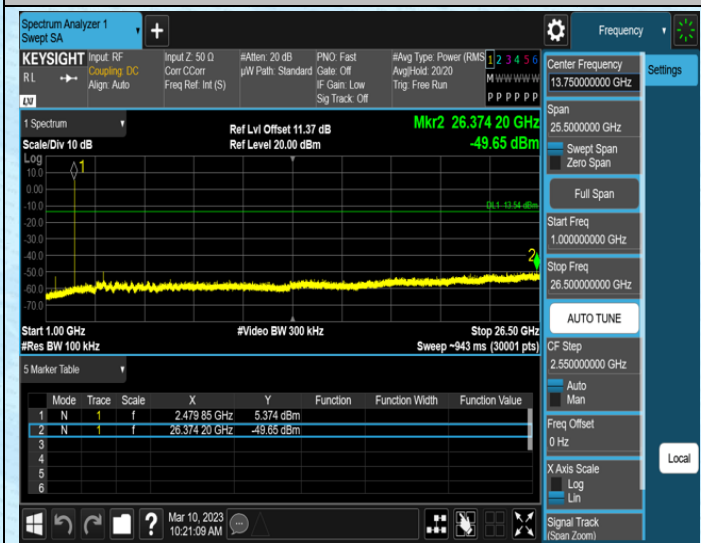 Spectrum Analyzer 1
Swept SA
Frequency
KEYSIGHT
RL
LXI
Input: RF
Coupling: DC
Align: Auto
Input Z: 50 Ω
Corr CCorr
Freq Ref: Int (S)
#Atten: 20 dB
µW Path: Standard
PNO: Fast
Gate: Off
IF Gain: Low
Sig Track: Off
#Avg Type: Power (RMS
Avg|Hold: 20/20
Trig: Free Run
1 2 3 4 5 6
M W W W W W
P P P P P P
Center Frequency
13.750000000 GHz
Settings
Span
25.5000000 GHz
Swept Span
Zero Span
Full Span
Start Freq
1.000000000 GHz
Stop Freq
26.500000000 GHz
AUTO TUNE
CF Step
2.550000000 GHz
Auto
Man
Freq Offset
0 Hz
X Axis Scale
Log
Lin
Signal Track
(Span Zoom)
Local
1 Spectrum
Scale/Div 10 dB
Ref Lvl Offset 11.37 dB
Ref Level 20.00 dBm
Mkr2 26.374 20 GHz
-49.65 dBm
Log
10.0
0.00
-10.0
-20.0
-30.0
-40.0
-50.0
-60.0
-70.0
1
DL1 -13.54 dBm
2
Start 1.00 GHz
#Video BW 300 kHz
Stop 26.50 GHz
#Res BW 100 kHz
Sweep ~943 ms (30001 pts)
5 Marker Table
Mode Trace Scale X Y Function Function Width Function Value
1 N 1 f 2.479 85 GHz 5.374 dBm
2 N 1 f 26.374 20 GHz -49.65 dBm
3
4
5
6
?
Mar 10, 2023
10:21:09 AM